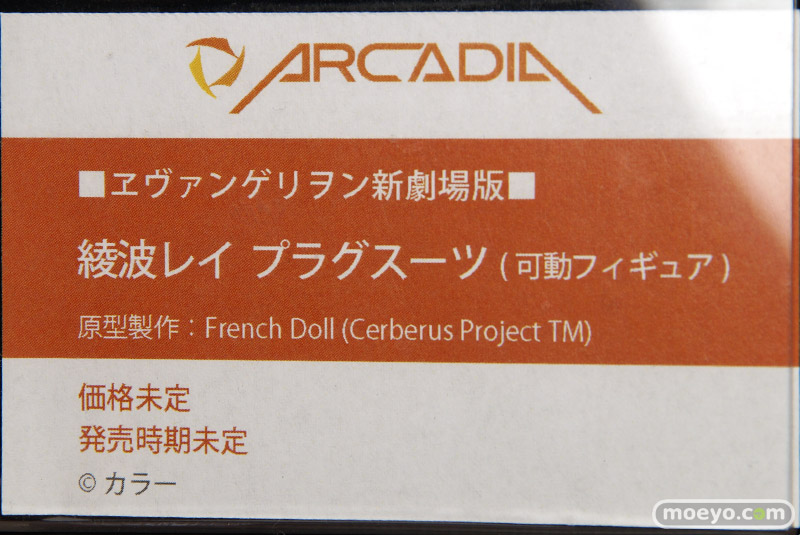 ARCADIA
■ヱヴァンゲリヲン新劇場版■
綾波レイ プラグスーツ ( 可動フィギュア )
原型製作：French Doll (Cerberus Project TM)
価格未定
発売時期未定
© カラー
moeyo.com